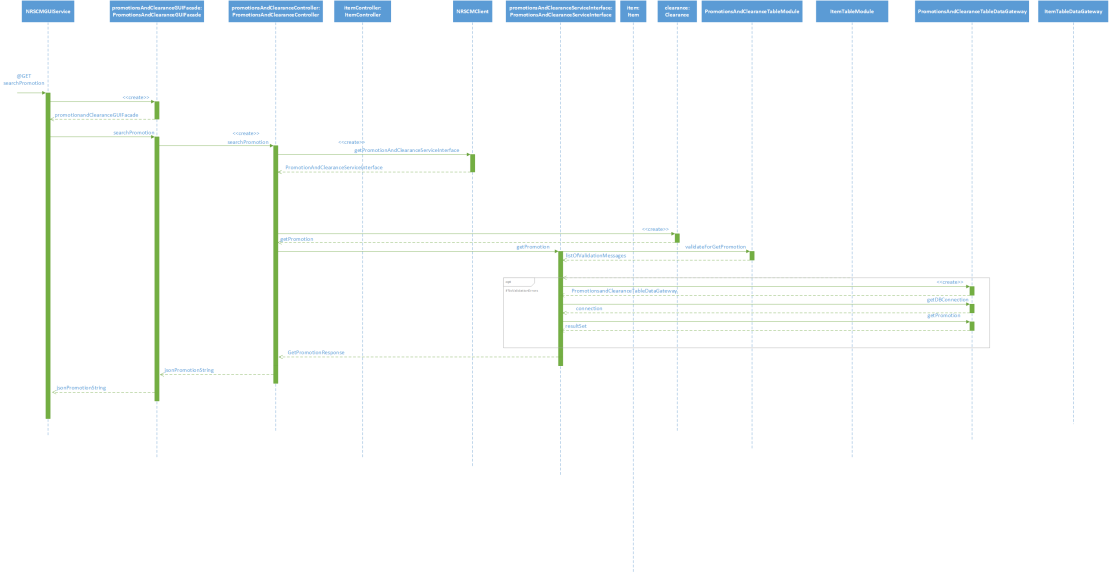 NRSCMGUIService
promotionsAndClearanceGUIFacade:
PromotionsAndClearanceGUIFacade
promotionsAndClearanceController:
PromotionsAndClearanceController
itemController:
ItemController
NRSCMClient
promotionsAndClearanceServiceInterface:
PromotionsAndClearanceServiceInterface
item:
Item
clearance:
Clearance
PromotionsAndClearanceTableModule
ItemTableModule
PromotionsAndClearanceTableDataGateway
ItemTableDataGateway
@GET:
searchPromotion
<<create>>
promotionandClearanceGUIFacade
searchPromotion
<<create>>
searchPromotion
<<create>>
getPromotionAndClearanceServiceInterface
PromotionAndClearanceServiceInterface
<<create>>
getPromotion
getPromotion
validateForGetPromotion
listOfValidationMessages
<<create>>
PromotionsandClearanceTableDataGateway
getDBConnection
connection
getPromotion
resultSet
GetPromotionResponse
JsonPromotionString
JsonPromotionString